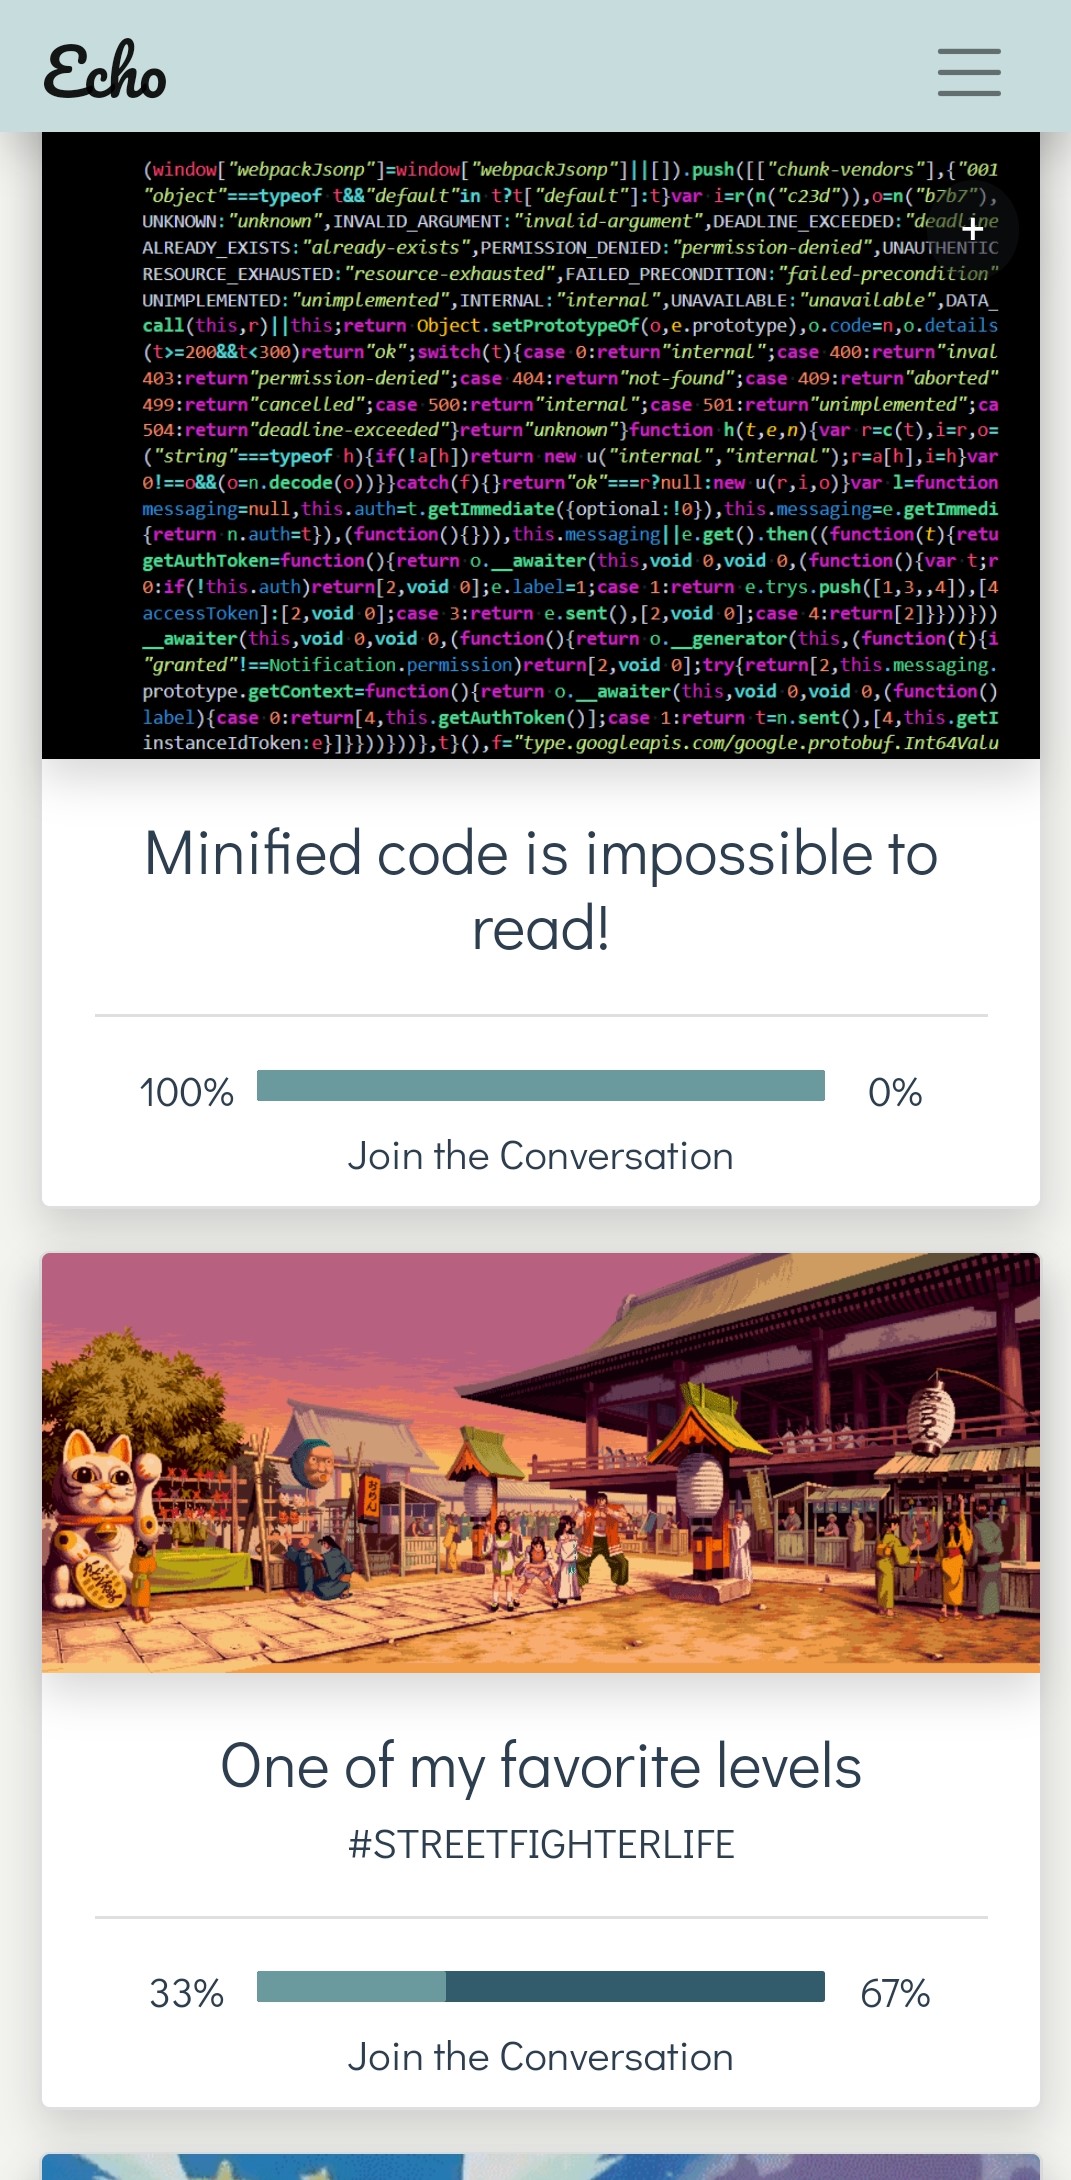 Echo
(window["webpackJsonp"]=window["webpackJsonp"]||[]).push([["chunk-vendors"],{"001
"object"===typeof t&&"default"in t?t["default"]:t}var i=r(n("c23d")),o=n("b7b7"),
UNKNOWN:"unknown",INVALID_ARGUMENT:"invalid-argument",DEADLINE_EXCEEDED:"deadline
+
ALREADY_EXISTS:"already-exists",PERMISSION_DENIED:"permission-denied",UNAUTHENTIC
RESOURCE_EXHAUSTED:"resource-exhausted",FAILED_PRECONDITION:"failed-precondition"
UNIMPLEMENTED:"unimplemented",INTERNAL:"internal",UNAVAILABLE:"unavailable",DATA_
call(this,r)||this;return Object.setPrototypeOf(o,e.prototype),o.code=n,o.details
(t>=200&&t<300)return"ok";switch(t){case 0:return"internal";case 400:return"inval
403:return"permission-denied";case 404:return"not-found";case 409:return"aborted"
499:return"cancelled";case 500:return"internal";case 501:return"unimplemented";ca
504:return"deadline-exceeded"}return"unknown"}function h(t,e,n){var r=c(t),i=r,o=
("string"===typeof h){if(!a[h])return new u("internal","internal");r=a[h],i=h}var
0!==o&&(o=n.decode(o))}}catch(f){}return"ok"===r?null:new u(r,i,o)}var l=function
messaging=null,this.auth=t.getImmediate({optional:!0}),this.messaging=e.getImmedi
{return n.auth=t}),(function(){})),this.messaging||e.get().then((function(t){retu
getAuthToken=function(){return o.__awaiter(this,void 0,void 0,(function(){var t;r
0:if(!this.auth)return[2,void 0];e.label=1;case 1:return e.trys.push([1,3,,4]),[4
accessToken]:[2,void 0];case 3:return e.sent(),[2,void 0];case 4:return[2]}}))}))
__awaiter(this,void 0,void 0,(function(){return o.__generator(this,(function(t){i
"granted"!==Notification.permission)return[2,void 0];try{return[2,this.messaging.
prototype.getContext=function(){return o.__awaiter(this,void 0,void 0,(function()
label){case 0:return[4,this.getAuthToken()];case 1:return t=n.sent(),[4,this.getI
instanceIdToken:e}]}}))}))},t}(),f="type.googleapis.com/google.protobuf.Int64Valu
Minified code is impossible to
read!
100% 0%
Join the Conversation
One of my favorite levels
#STREETFIGHTERLIFE
33% 67%
Join the Conversation